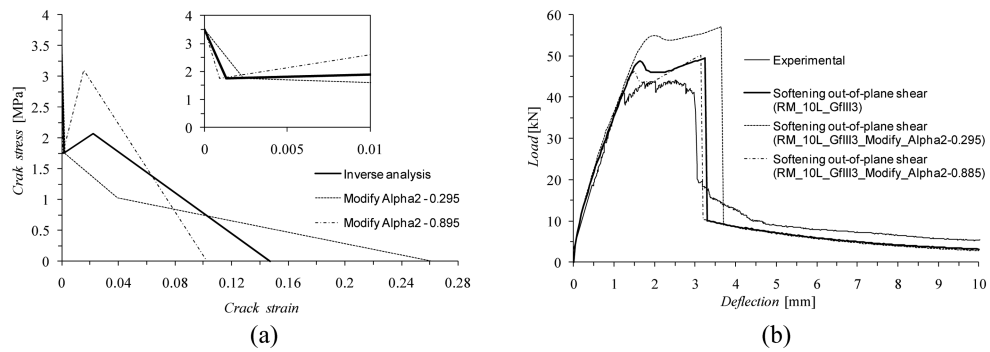 4
3.5
3
2.5
2
1.5
1
0.5
0
Crak stress [MPa]
0 0.04 0.08 0.12 0.16 0.2 0.24 0.28
Crack strain
4
3
2
1
0
0 0.005 0.01
Inverse analysis
Modify Alpha2 - 0.295
Modify Alpha2 - 0.895
(a)
60
50
40
30
20
10
0
Load [kN]
0 1 2 3 4 5 6 7 8 9 10
Deflection [mm]
Experimental
Softening out-of-plane shear
(RM_10L_GfIII3)
Softening out-of-plane shear
(RM_10L_GfIII3_Modify_Alpha2-0.295)
Softening out-of-plane shear
(RM_10L_GfIII3_Modify_Alpha2-0.885)
(b)